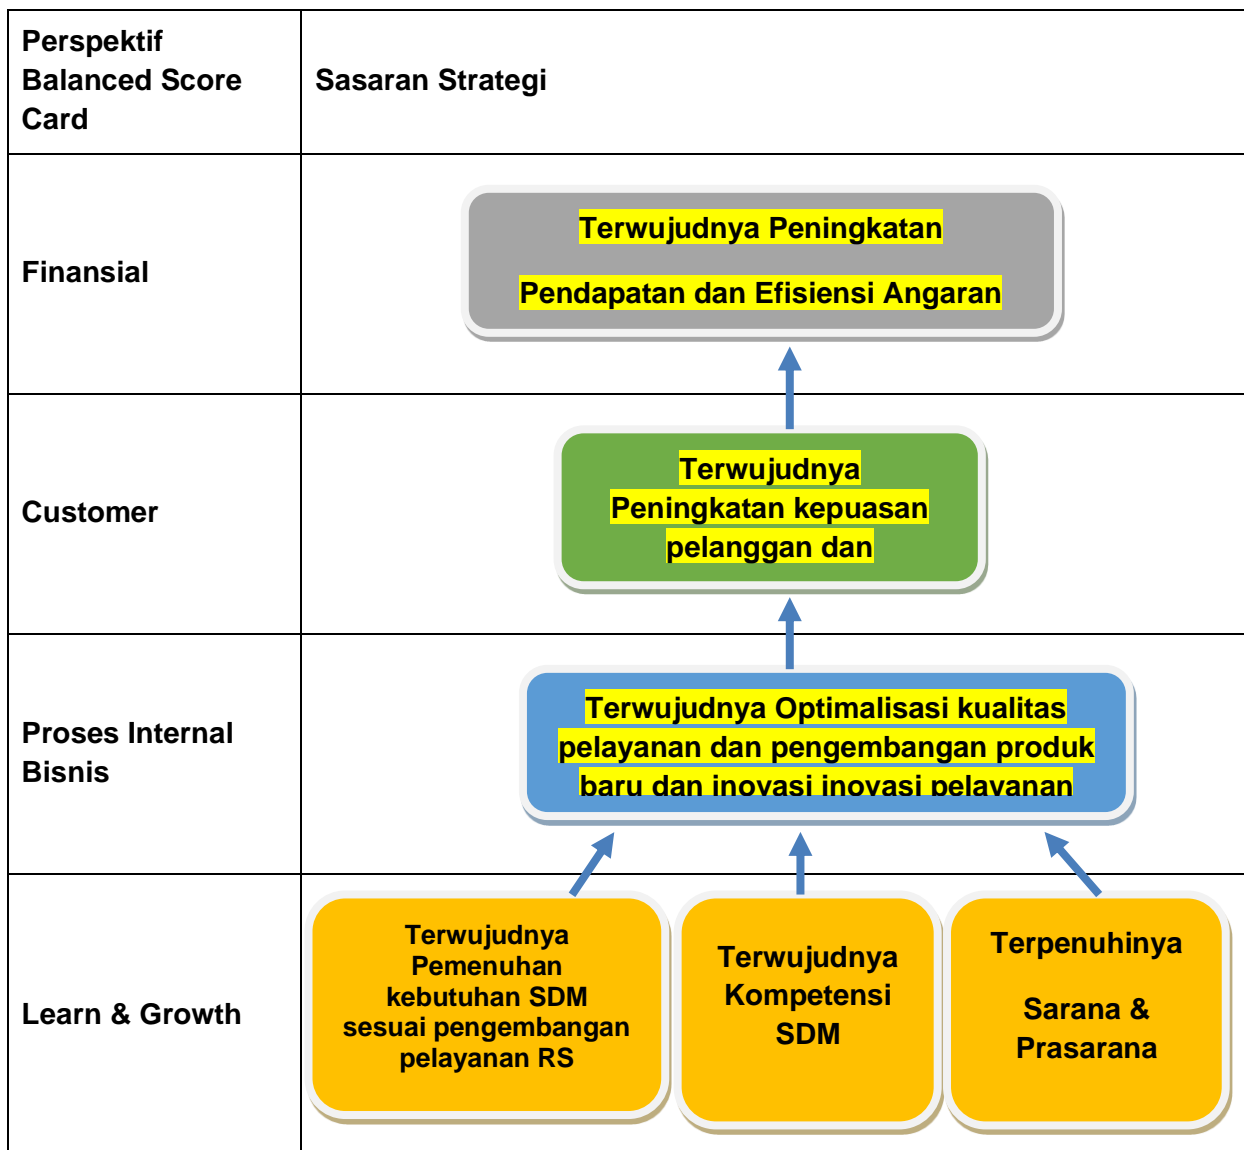 Perspektif
Balanced Score
Card
Sasaran Strategi
Finansial
Terwujudnya Peningkatan
Pendapatan dan Efisiensi Angaran
Customer
Terwujudnya
Peningkatan kepuasan
pelanggan dan
Proses Internal
Bisnis
Terwujudnya Optimalisasi kualitas
pelayanan dan pengembangan produk
baru dan inovasi inovasi pelayanan
Learn & Growth
Terwujudnya
Pemenuhan
kebutuhan SDM
sesuai pengembangan
pelayanan RS
Terwujudnya
Kompetensi
SDM
Terpenuhinya
Sarana &
Prasarana